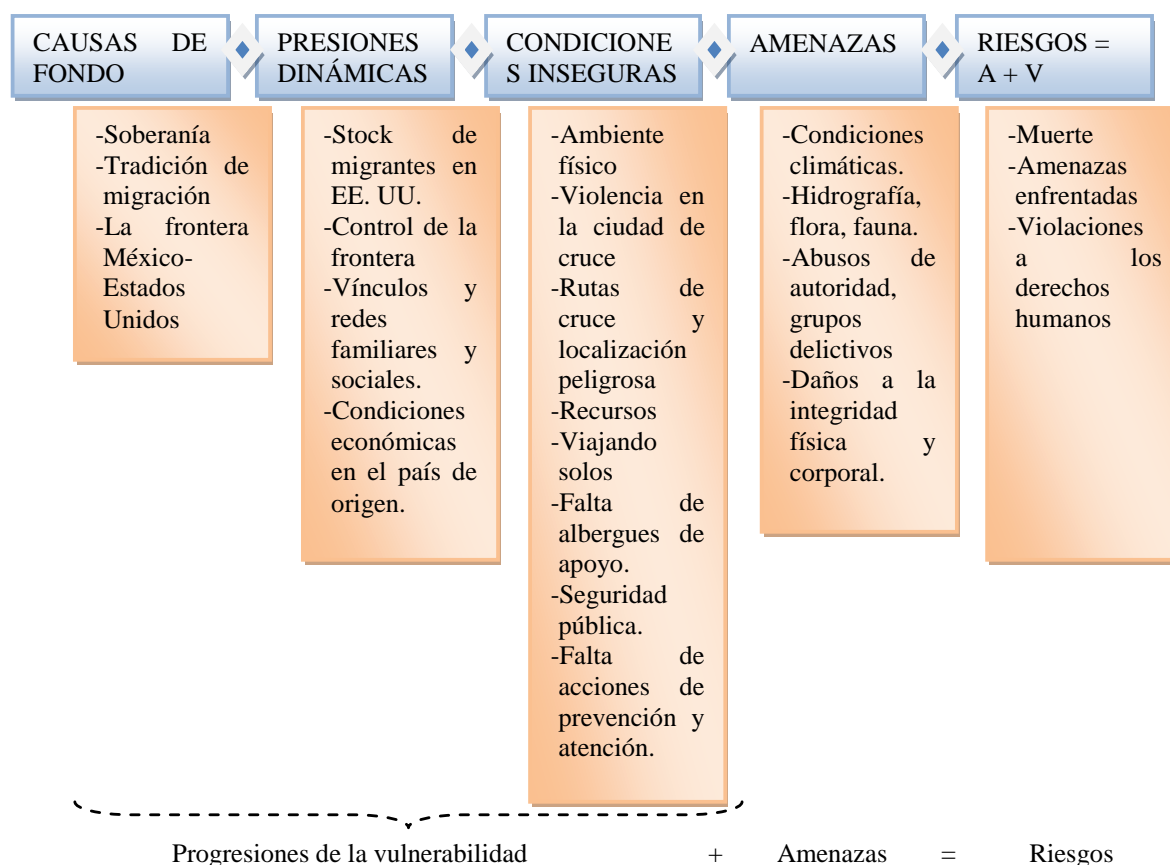 CAUSAS DE
FONDO
PRESIONES
DINÁMICAS
CONDICIONE
S INSEGURAS
AMENAZAS
RIESGOS =
A + V
-Soberanía
-Tradición de
migración
-La frontera
México-
Estados
Unidos
-Stock de
migrantes en
EE. UU.
-Control de la
frontera
-Vínculos y
redes
familiares y
sociales.
-Condiciones
económicas
en el país de
origen.
-Ambiente
físico
-Violencia en
la ciudad de
cruce
-Rutas de
cruce y
localización
peligrosa
-Recursos
-Viajando
solos
-Falta de
albergues de
apoyo.
-Seguridad
pública.
-Falta de
acciones de
prevención y
atención.
-Condiciones
climáticas.
-Hidrografía,
flora, fauna.
-Abusos de
autoridad,
grupos
delictivos
-Daños a la
integridad
física y
corporal.
-Muerte
-Amenazas
enfrentadas
-Violaciones
a los
derechos
humanos
Progresiones de la vulnerabilidad + Amenazas = Riesgos